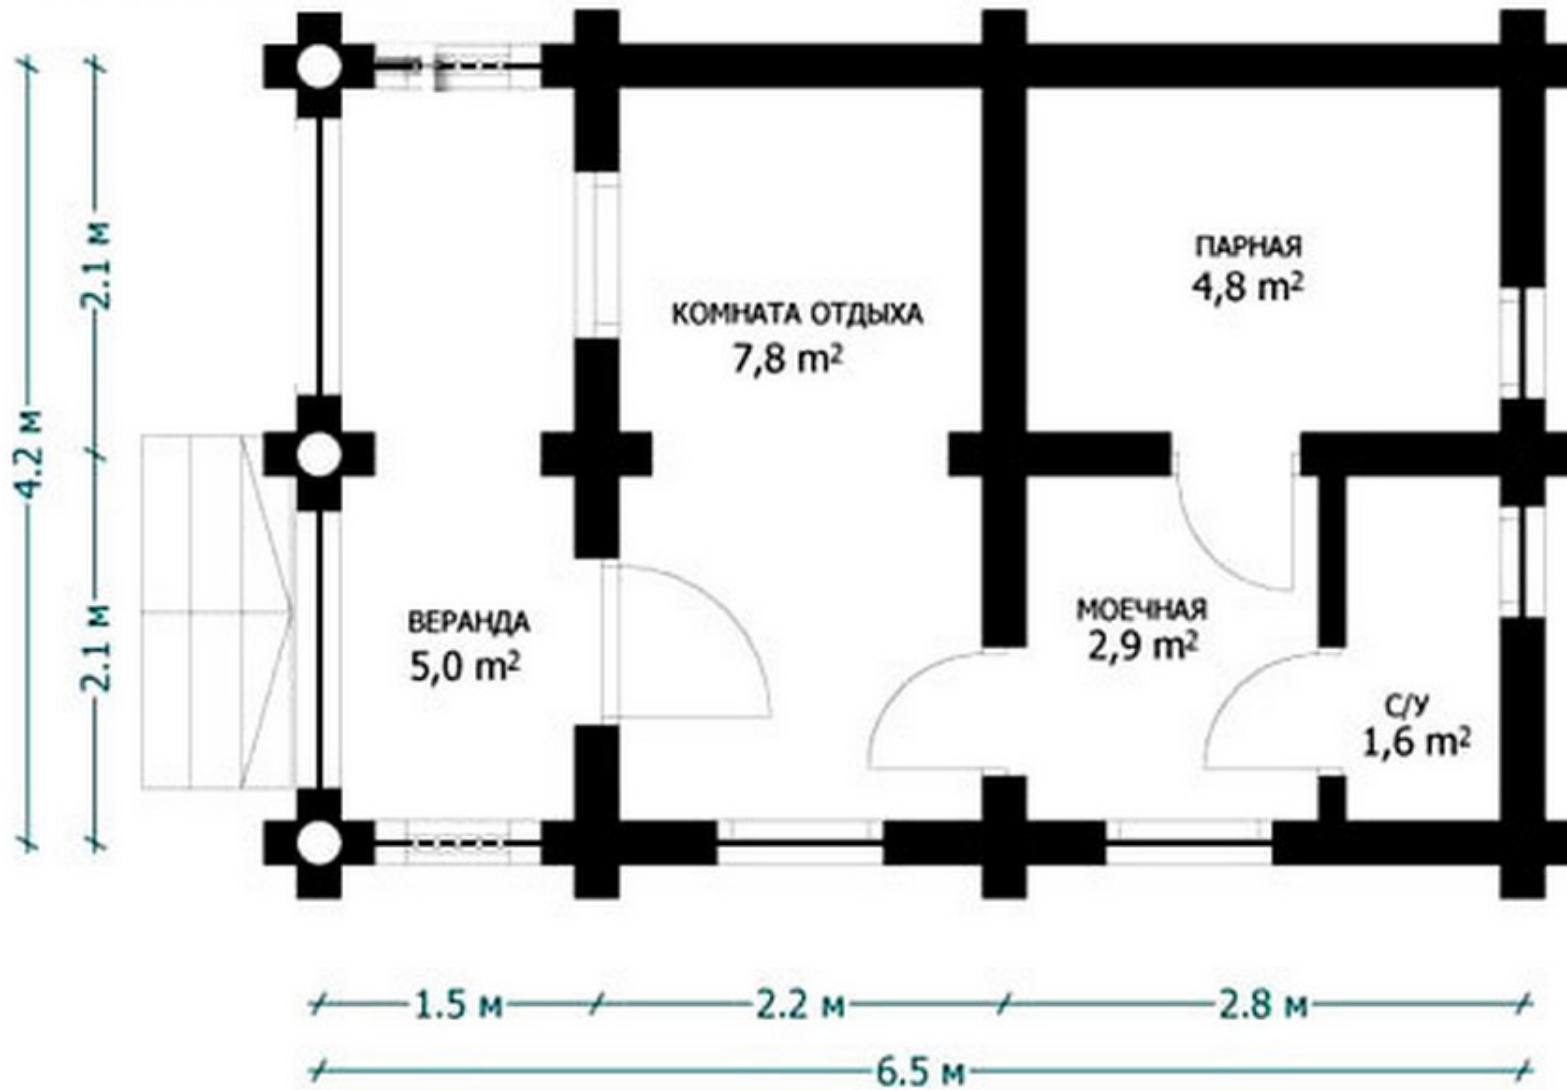 ПАРНАЯ
4,8 m²
КОМНАТА ОТДЫХА
7,8 m²
ВЕРАНДА
5,0 m²
МОЕЧНАЯ
2,9 m²
С/У
1,6 m²
4.2 м
2.1 м
2.1 м
1.5 м
2.2 м
2.8 м
6.5 м